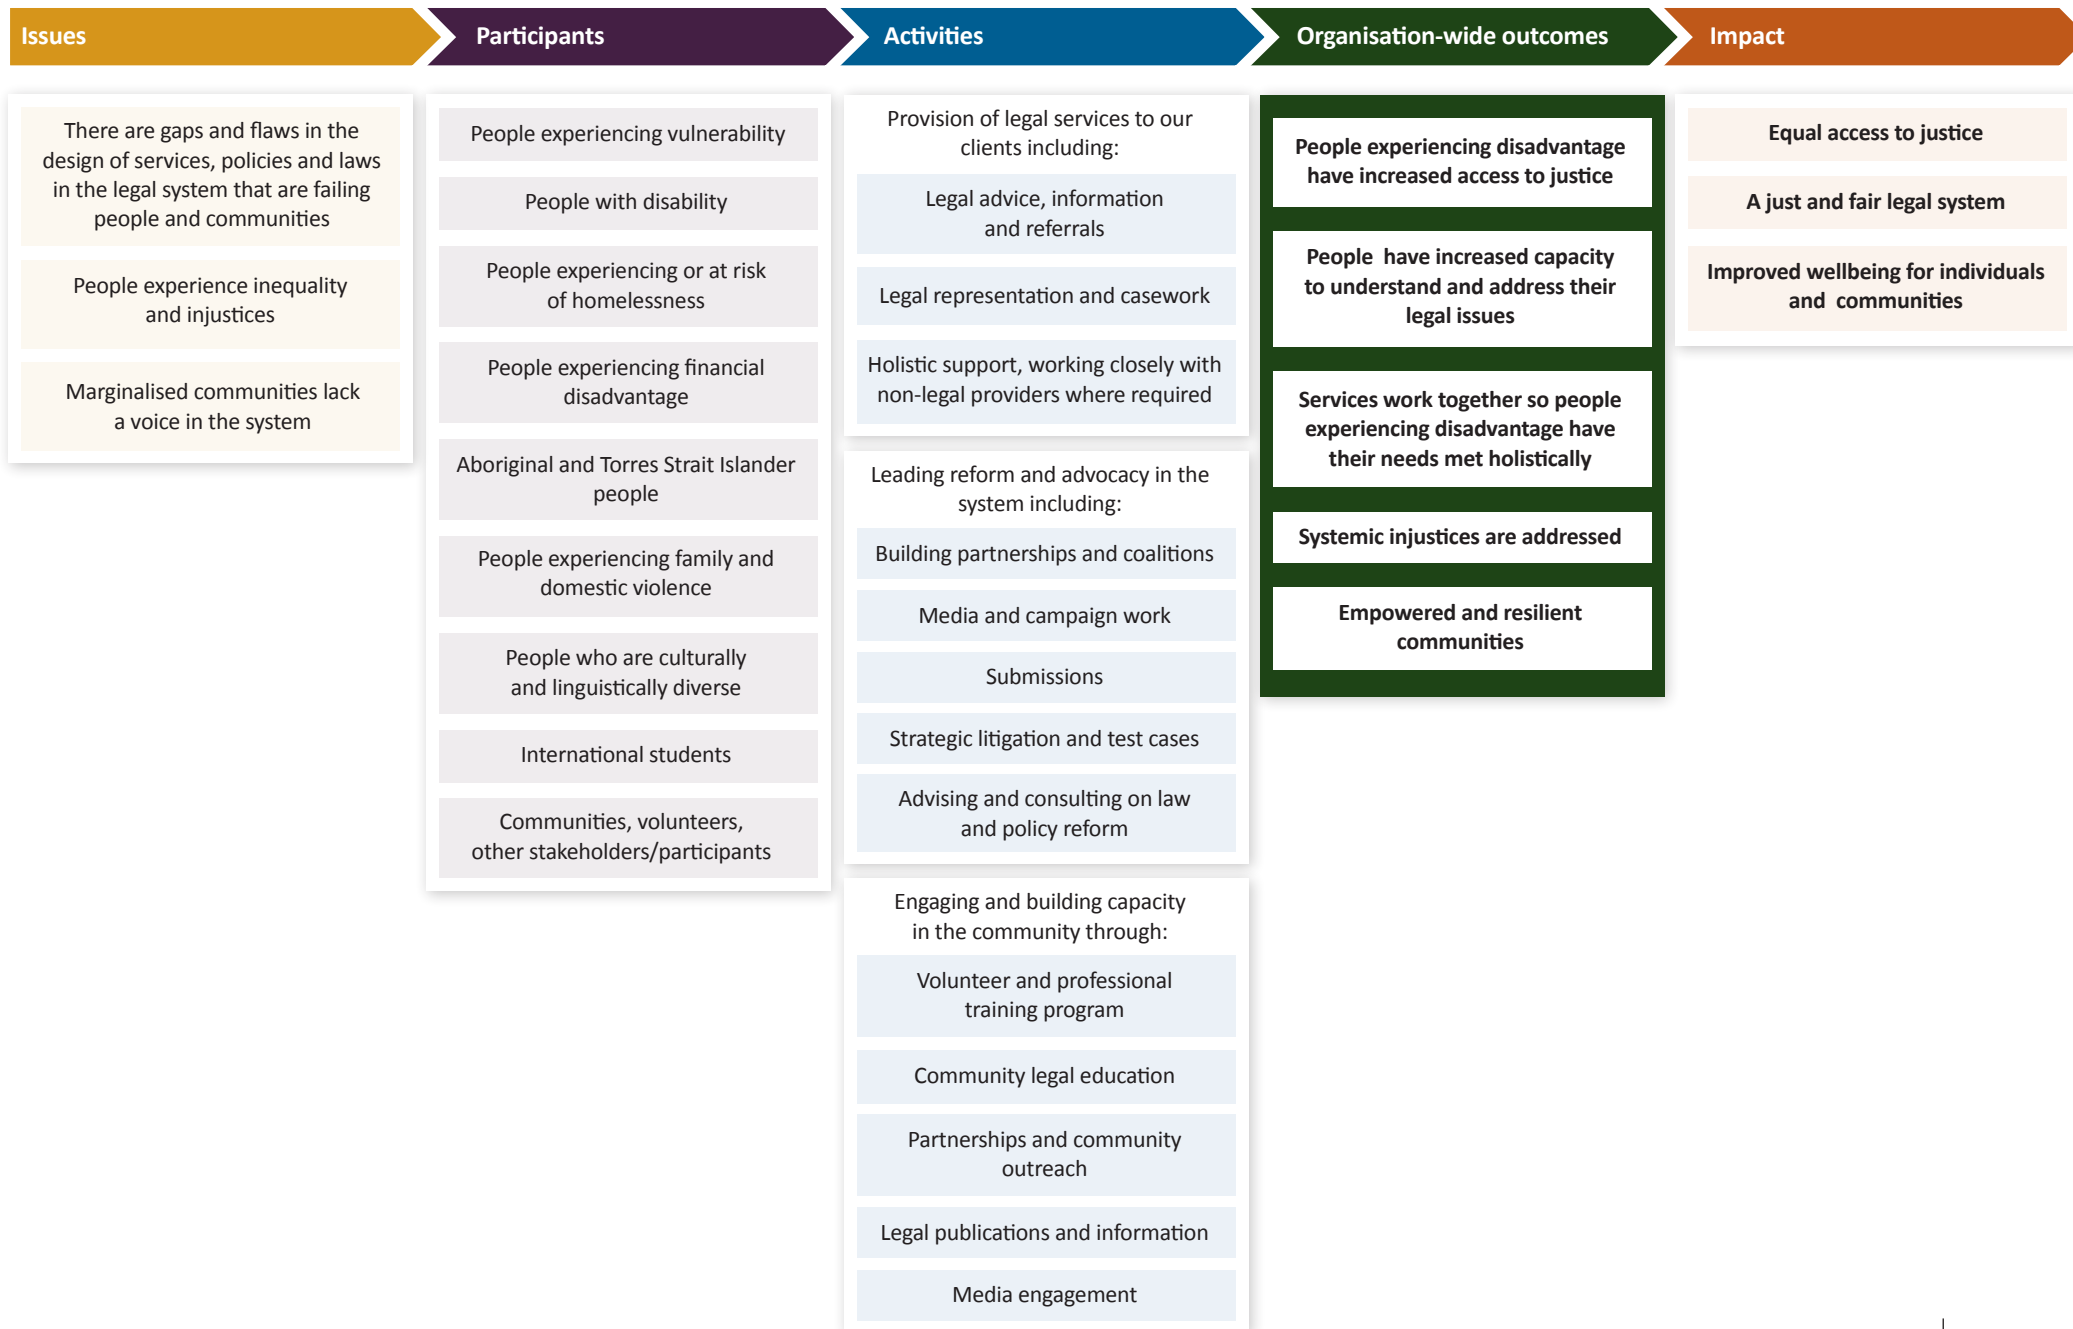 Issues
Participants
Activities
Organisation-wide outcomes
Impact
There are gaps and flaws in the
design of services, policies and laws
in the legal system that are failing
people and communities
People experience inequality
and injustices
Marginalised communities lack
a voice in the system
People experiencing vulnerability
People with disability
People experiencing or at risk
of homelessness
People experiencing financial
disadvantage
Aboriginal and Torres Strait Islander
people
People experiencing family and
domestic violence
People who are culturally
and linguistically diverse
International students
Communities, volunteers,
other stakeholders/participants
Provision of legal services to our
clients including:
Legal advice, information
and referrals
Legal representation and casework
Holistic support, working closely with
non-legal providers where required
Leading reform and advocacy in the
system including:
Building partnerships and coalitions
Media and campaign work
Submissions
Strategic litigation and test cases
Advising and consulting on law
and policy reform
Engaging and building capacity
in the community through:
Volunteer and professional
training program
Community legal education
Partnerships and community
outreach
Legal publications and information
Media engagement
People experiencing disadvantage
have increased access to justice
People have increased capacity
to understand and address their
legal issues
Services work together so people
experiencing disadvantage have
their needs met holistically
Systemic injustices are addressed
Empowered and resilient
communities
Equal access to justice
A just and fair legal system
Improved wellbeing for individuals
and communities